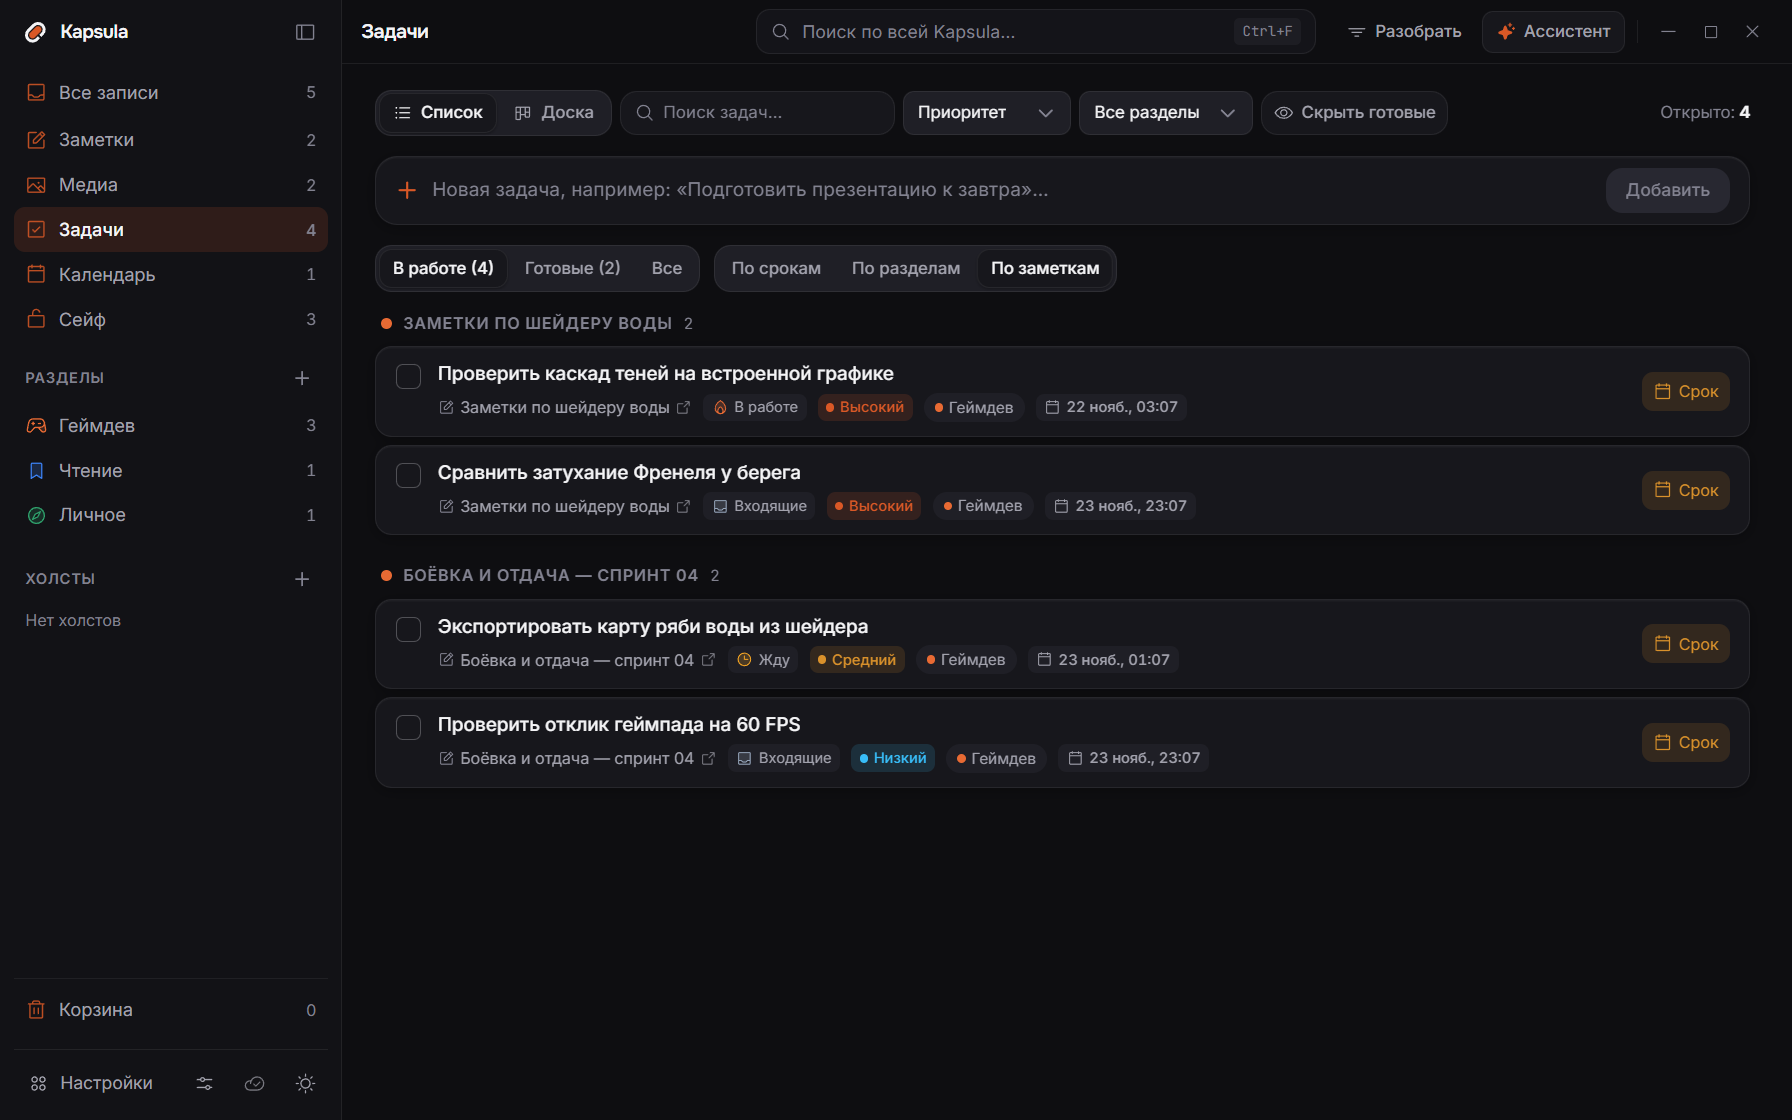 Kapsula
Все записи 5
Заметки 2
Медиа 2
Задачи 4
Календарь 1
Сейф 3
РАЗДЕЛЫ
Геймдев 3
Чтение 1
Личное 1
ХОЛСТЫ
Нет холстов
Корзина 0
Настройки
Задачи
Поиск по всей Kapsula... Ctrl+F
Разобрать
Ассистент
Список
Доска
Поиск задач...
Приоритет
Все разделы
Скрыть готовые
Открыто: 4
Новая задача, например: «Подготовить презентацию к завтра»...
Добавить
В работе (4) Готовые (2) Все
По срокам По разделам По заметкам
ЗАМЕТКИ ПО ШЕЙДЕРУ ВОДЫ 2
Проверить каскад теней на встроенной графике
Заметки по шейдеру воды В работе Высокий Геймдев 22 нояб., 03:07
Срок
Сравнить затухание Френеля у берега
Заметки по шейдеру воды Входящие Высокий Геймдев 23 нояб., 23:07
Срок
БОЁВКА И ОТДАЧА — СПРИНТ 04 2
Экспортировать карту ряби воды из шейдера
Боёвка и отдача — спринт 04 Жду Средний Геймдев 23 нояб., 01:07
Срок
Проверить отклик геймпада на 60 FPS
Боёвка и отдача — спринт 04 Входящие Низкий Геймдев 23 нояб., 23:07
Срок